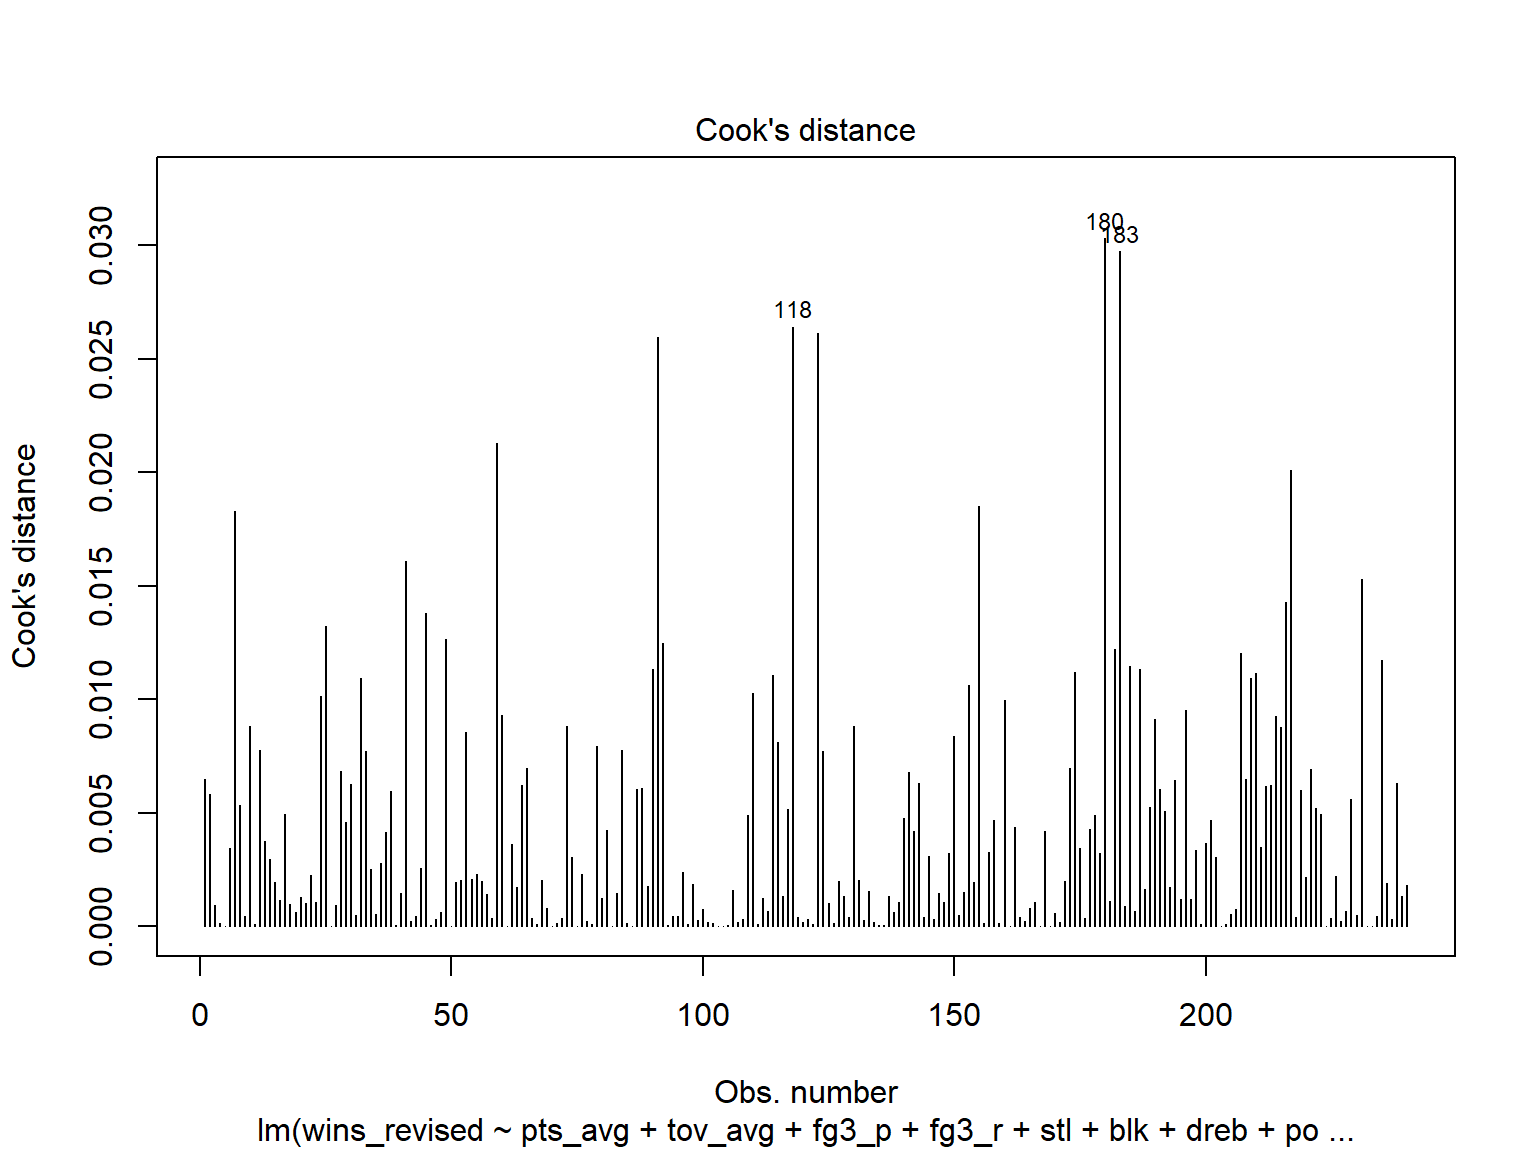 Cook's distance
180
183
118
Cook's distance
0.030
0.025
0.020
0.015
0.010
0.005
0.000
0 50 100 150 200
Obs. number
lm(wins_revised ~ pts_avg + tov_avg + fg3_p + fg3_r + stl + blk + dreb + po ...